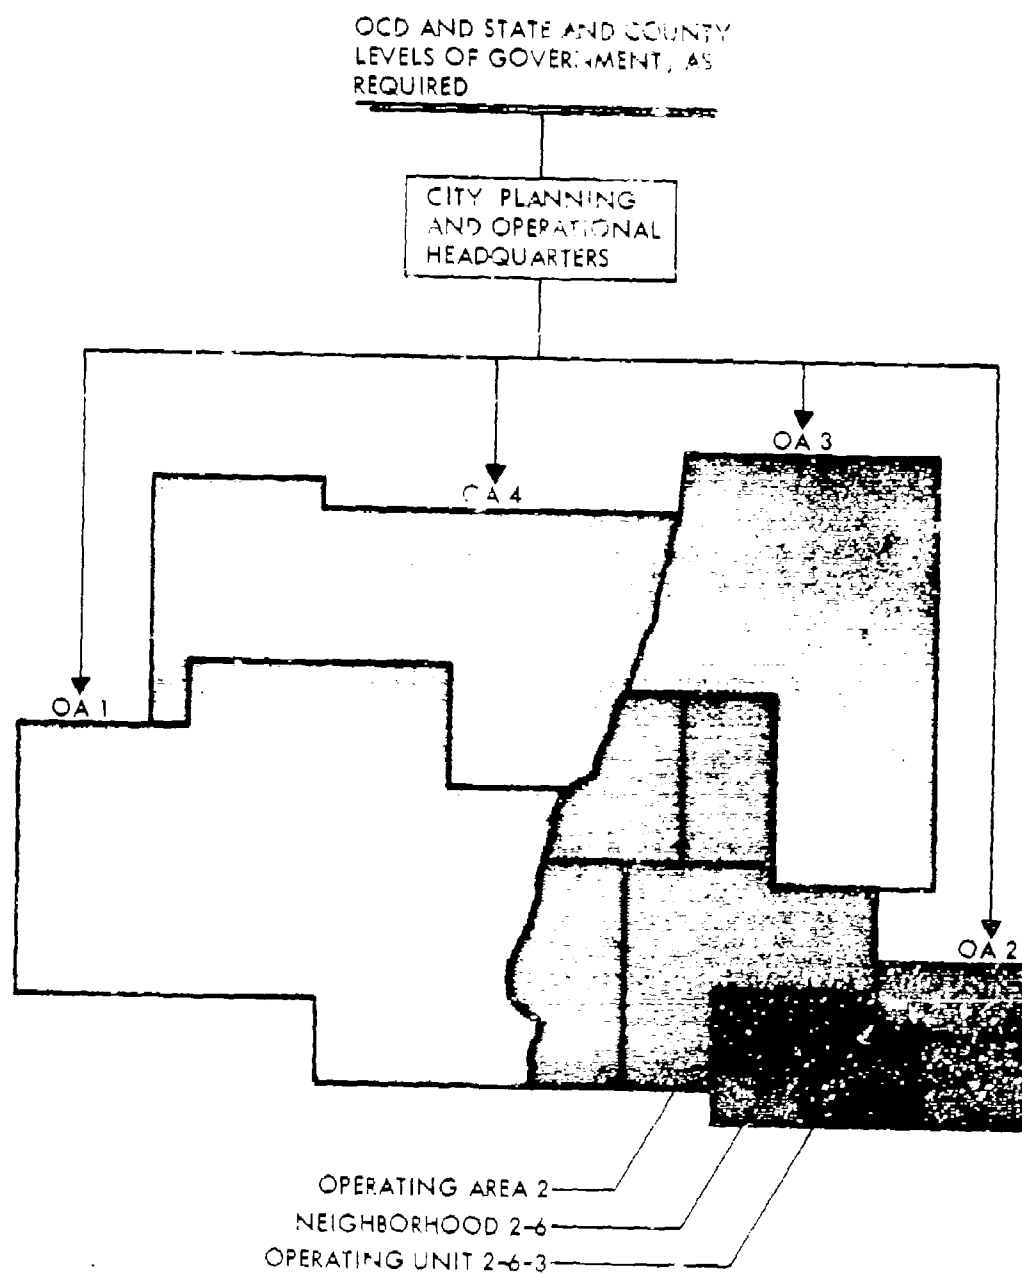 OCD AND STATE AND COUNTY
LEVELS OF GOVERNMENT, AS
REQUIRED
CITY PLANNING
AND OPERATIONAL
HEADQUARTERS
OA 3
OA 4
OA 1
OA 2
OPERATING AREA 2
NEIGHBORHOOD 2-6
OPERATING UNIT 2-6-3